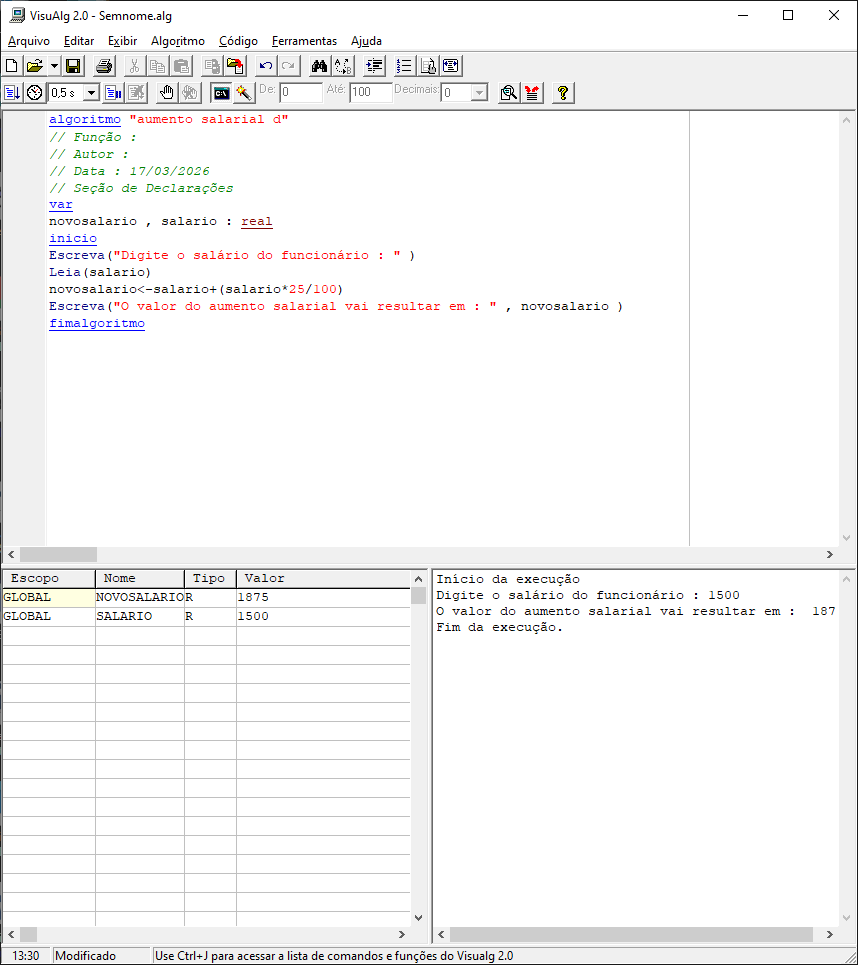 VisuAlg 2.0 - Semnome.alg
Arquivo Editar Exibir Algoritmo Código Ferramentas Ajuda
0,5 s De: 0 Até: 100 Decimais: 0
algoritmo "aumento salarial d"
// Função :
// Autor :
// Data : 17/03/2026
// Seção de Declarações
var
novosalario , salario : real
inicio
Escreva("Digite o salário do funcionário : " )
Leia(salario)
novosalario<-salario+(salario*25/100)
Escreva("O valor do aumento salarial vai resultar em : " , novosalario )
fimalgoritmo
Escopo Nome Tipo Valor
GLOBAL NOVOSALARIO R 1875
GLOBAL SALARIO R 1500
Início da execução
Digite o salário do funcionário : 1500
O valor do aumento salarial vai resultar em : 187
Fim da execução.
13:30 Modificado Use Ctrl+J para acessar a lista de comandos e funções do Visualg 2.0